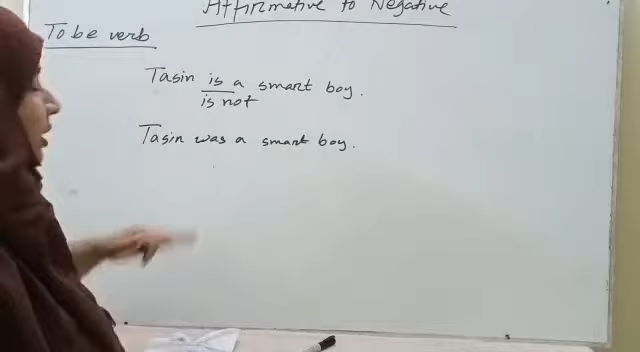 Affirmative to Negative
To be verb
Tasin is a smart boy.
is not
Tasin was a smart boy.